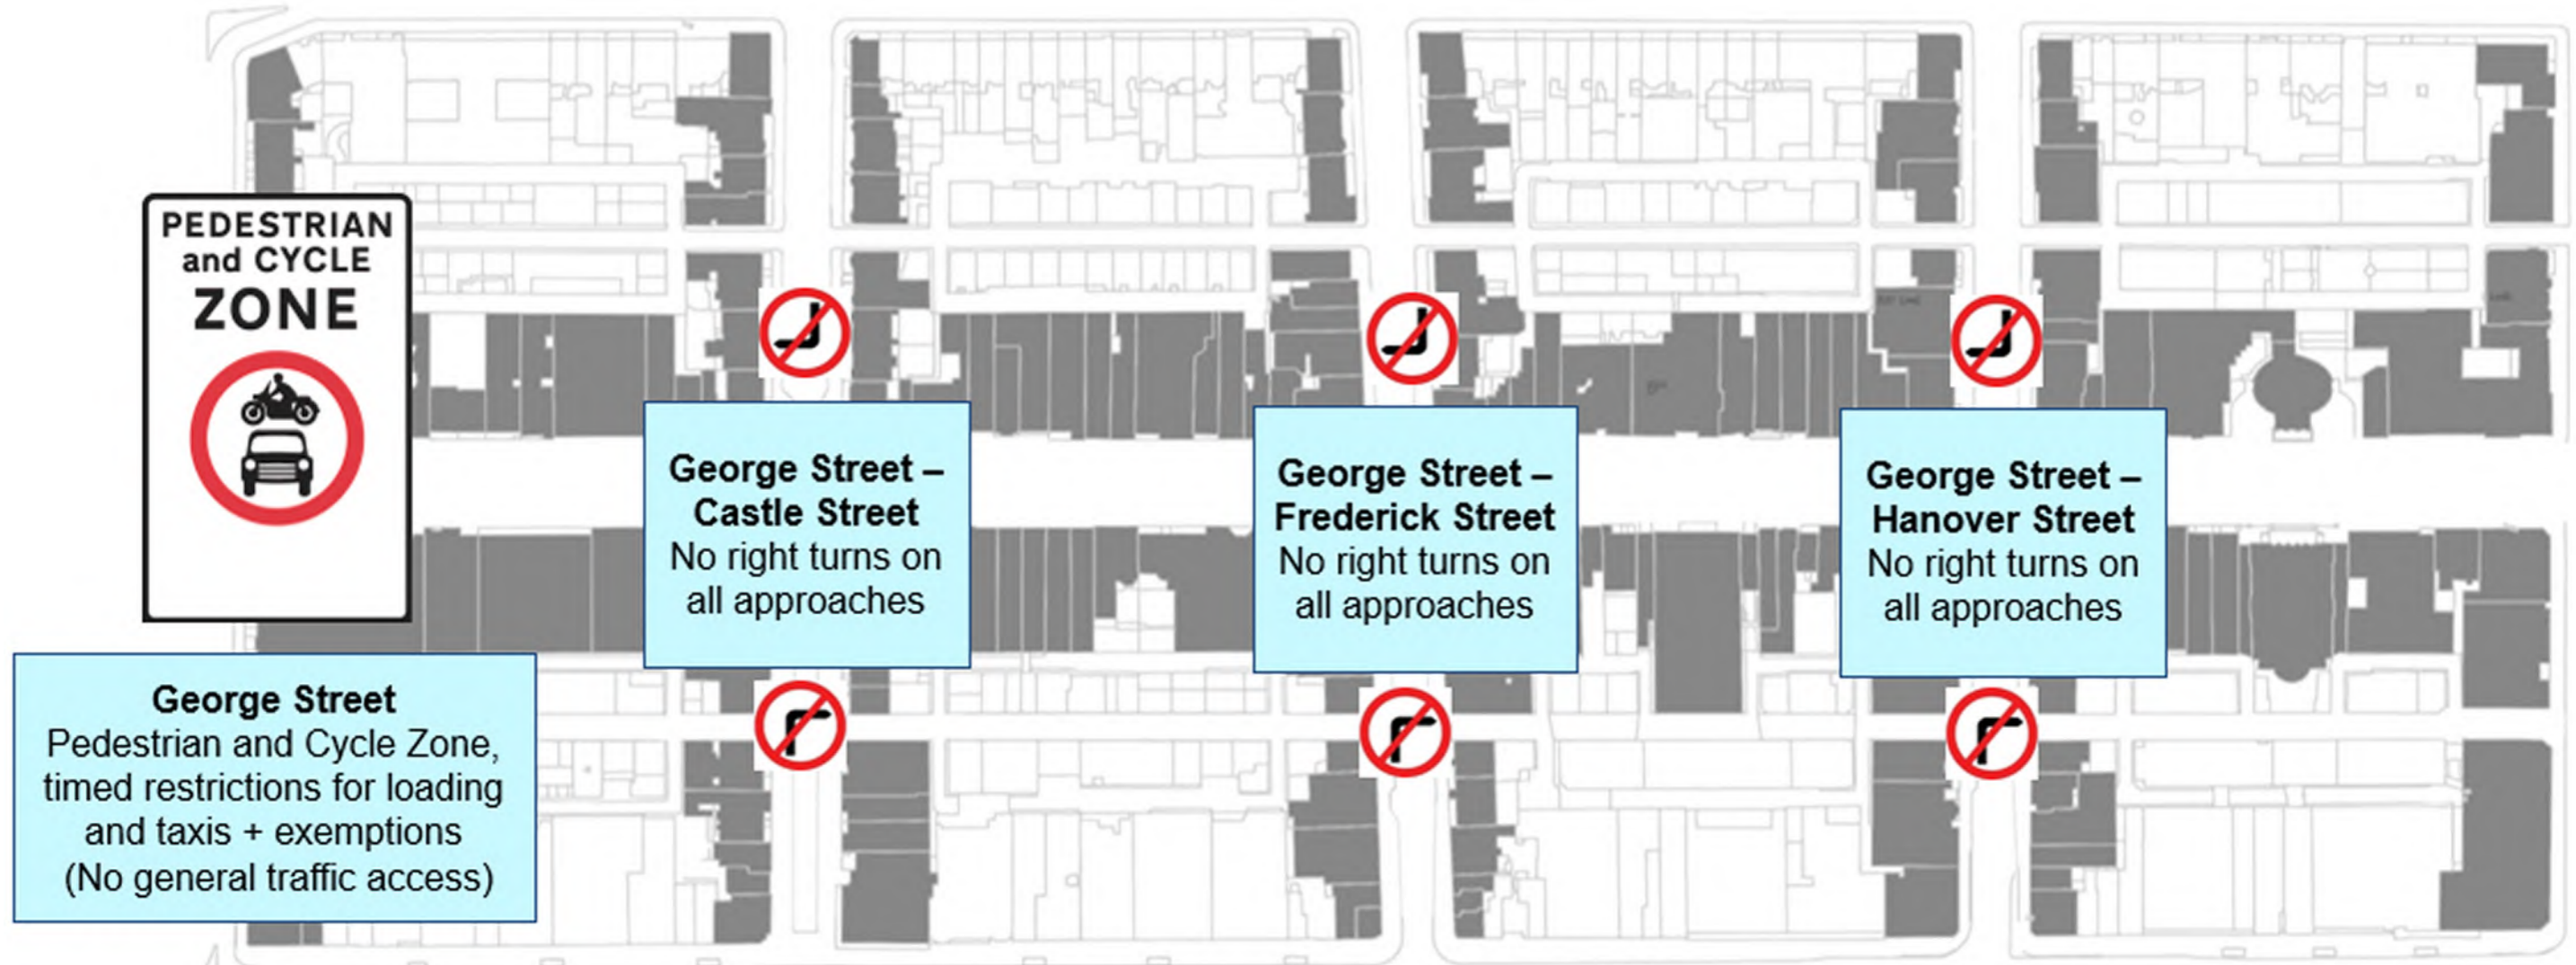 PEDESTRIAN
and CYCLE
ZONE
George Street
Pedestrian and Cycle Zone,
timed restrictions for loading
and taxis + exemptions
(No general traffic access)
George Street –
Castle Street
No right turns on
all approaches
George Street –
Frederick Street
No right turns on
all approaches
George Street –
Hanover Street
No right turns on
all approaches